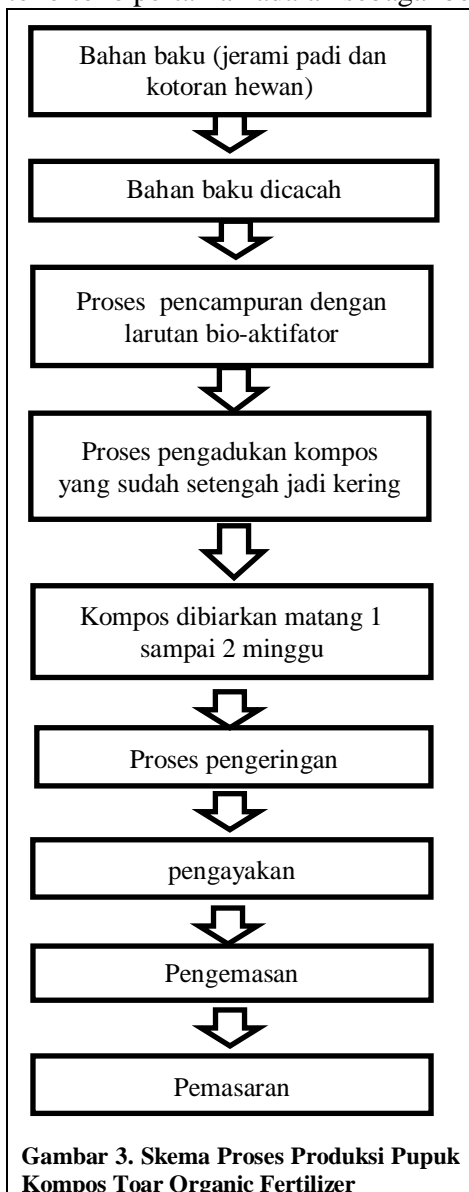 Bahan baku (jerami padi dan
kotoran hewan)
Bahan baku dicacah
Proses pencampuran dengan
larutan bio-aktifator
Proses pengadukan kompos
yang sudah setengah jadi kering
Kompos dibiarkan matang 1
sampai 2 minggu
Proses pengeringan
pengayakan
Pengemasan
Pemasaran
Gambar 3. Skema Proses Produksi Pupuk
Kompos Toar Organic Fertilizer